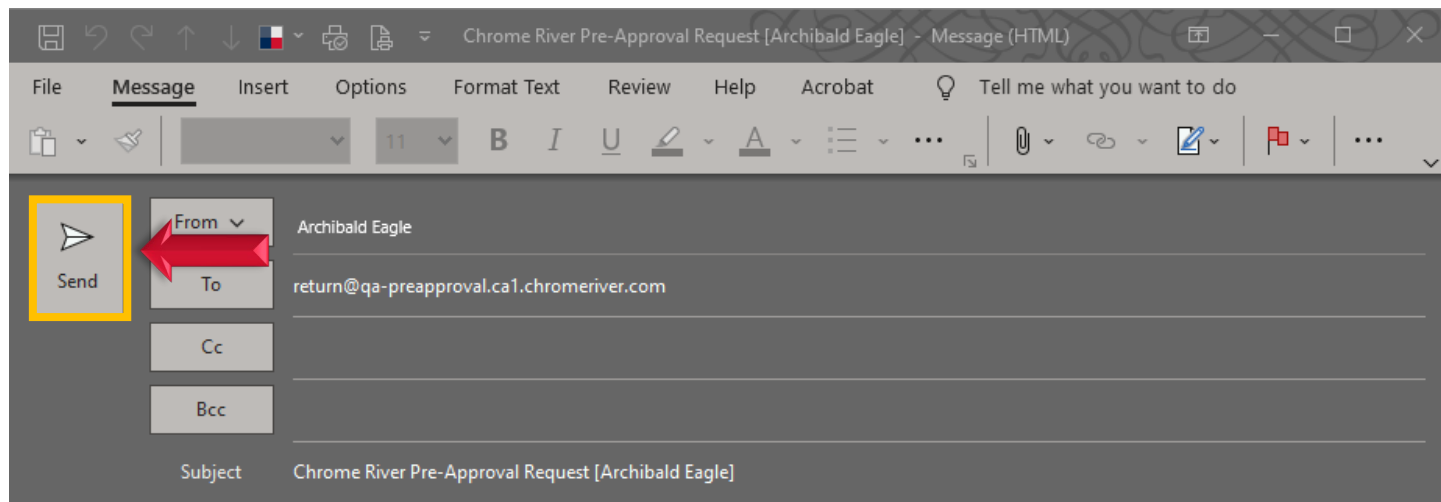 Chrome River Pre-Approval Request [Archibald Eagle] - Message (HTML)
File Message Insert Options Format Text Review Help Acrobat Tell me what you want to do
11 B I U A
From Archibald Eagle
Send To return@qa-preapproval.ca1.chromeriver.com
Cc
Bcc
Subject Chrome River Pre-Approval Request [Archibald Eagle]